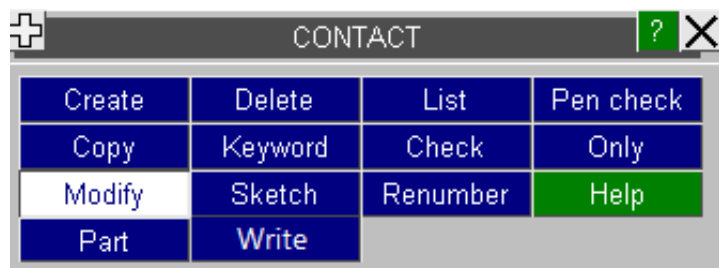 CONTACT ?
Create Delete List Pen check
Copy Keyword Check Only
Modify Sketch Renumber Help
Part Write